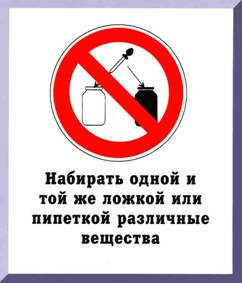 Набирать одной и
той же ложкой или
пипеткой различные
вещества